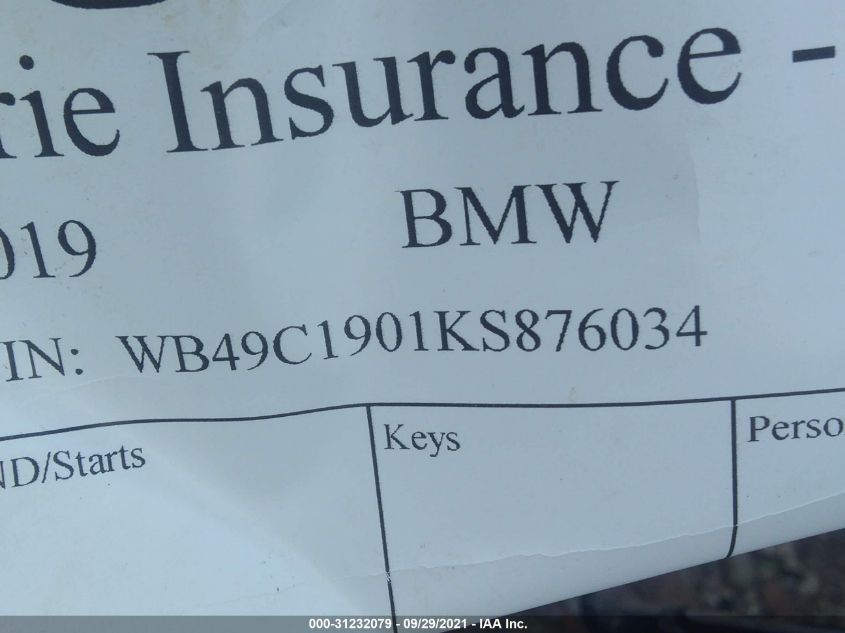 rie Insurance -
019 BMW
IN: WB49C1901KS876034
ND/Starts Keys Perso
000-31232079 - 09/29/2021 - IAA Inc.